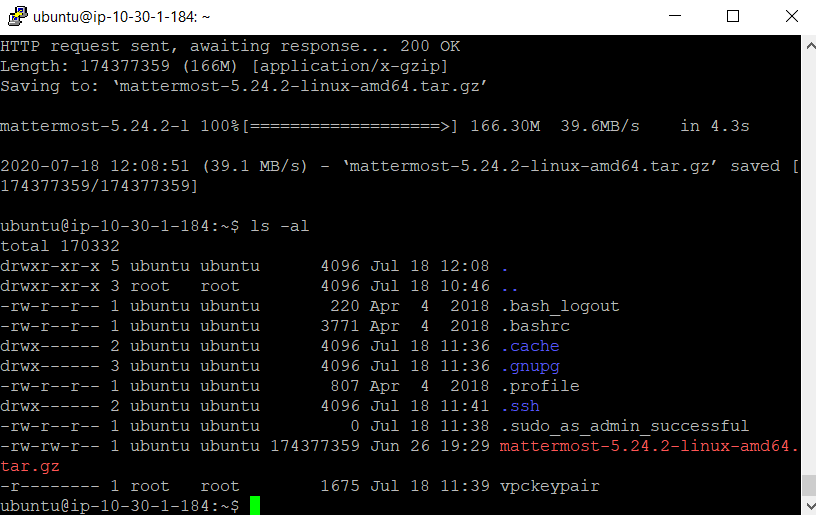 ubuntu@ip-10-30-1-184: ~
HTTP request sent, awaiting response... 200 OK
Length: 174377359 (166M) [application/x-gzip]
Saving to: ‘mattermost-5.24.2-linux-amd64.tar.gz’
mattermost-5.24.2-l 100%[===================>] 166.30M  39.6MB/s    in 4.3s
2020-07-18 12:08:51 (39.1 MB/s) - ‘mattermost-5.24.2-linux-amd64.tar.gz’ saved [
174377359/174377359]
ubuntu@ip-10-30-1-184:~$ ls -al
total 170332
drwxr-xr-x 5 ubuntu ubuntu      4096 Jul 18 12:08 .
drwxr-xr-x 3 root   root        4096 Jul 18 10:46 ..
-rw-r--r-- 1 ubuntu ubuntu       220 Apr  4  2018 .bash_logout
-rw-r--r-- 1 ubuntu ubuntu      3771 Apr  4  2018 .bashrc
drwx------ 2 ubuntu ubuntu      4096 Jul 18 11:36 .cache
drwx------ 3 ubuntu ubuntu      4096 Jul 18 11:36 .gnupg
-rw-r--r-- 1 ubuntu ubuntu       807 Apr  4  2018 .profile
drwx------ 2 ubuntu ubuntu      4096 Jul 18 11:41 .ssh
-rw-r--r-- 1 ubuntu ubuntu         0 Jul 18 11:38 .sudo_as_admin_successful
-rw-rw-r-- 1 ubuntu ubuntu 174377359 Jun 26 19:29 mattermost-5.24.2-linux-amd64.
tar.gz
-r-------- 1 root   root        1675 Jul 18 11:39 vpckeypair
ubuntu@ip-10-30-1-184:~$